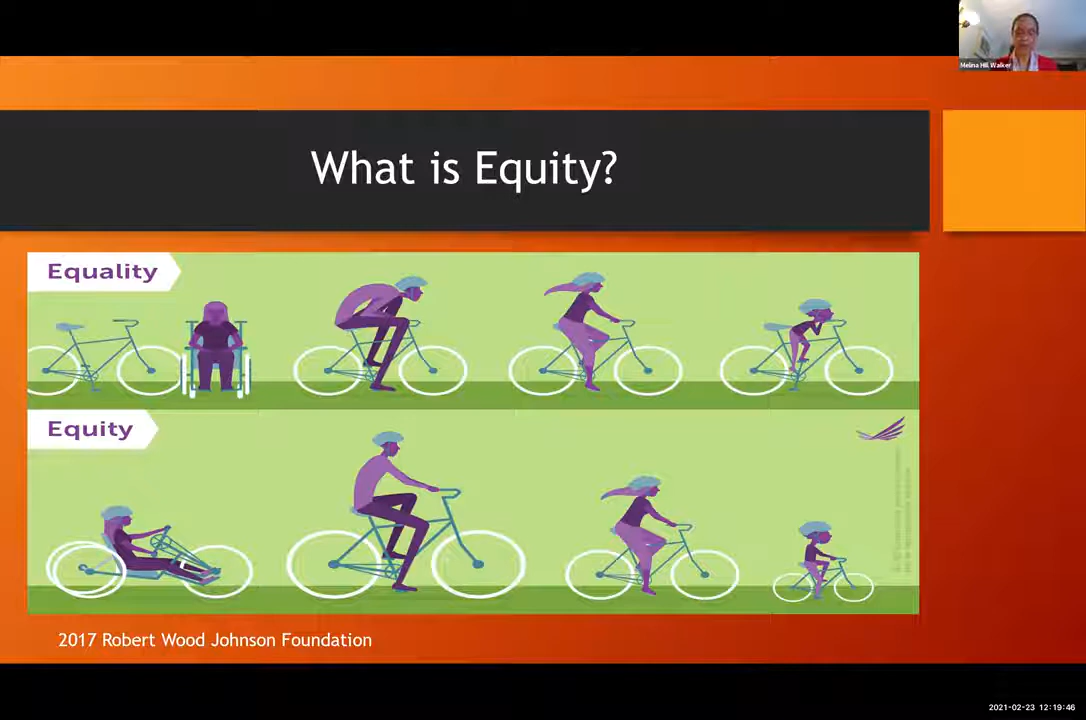 Melina Hill Walker
What is Equity?
Equality
Equity
2017 Robert Wood Johnson Foundation
2021-02-23 12:19:46